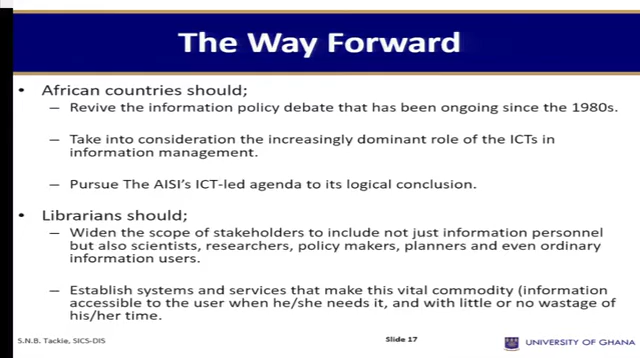 The Way Forward
• African countries should;
– Revive the information policy debate that has been ongoing since the 1980s.
– Take into consideration the increasingly dominant role of the ICTs in
information management.
– Pursue The AISI's ICT-led agenda to its logical conclusion.
• Librarians should;
– Widen the scope of stakeholders to include not just information personnel
but also scientists, researchers, policy makers, planners and even ordinary
information users.
– Establish systems and services that make this vital commodity (information
accessible to the user when he/she needs it, and with little or no wastage of
his/her time.
S.N.B. Tackie, SICS-DIS
Slide 17
UNIVERSITY OF GHANA